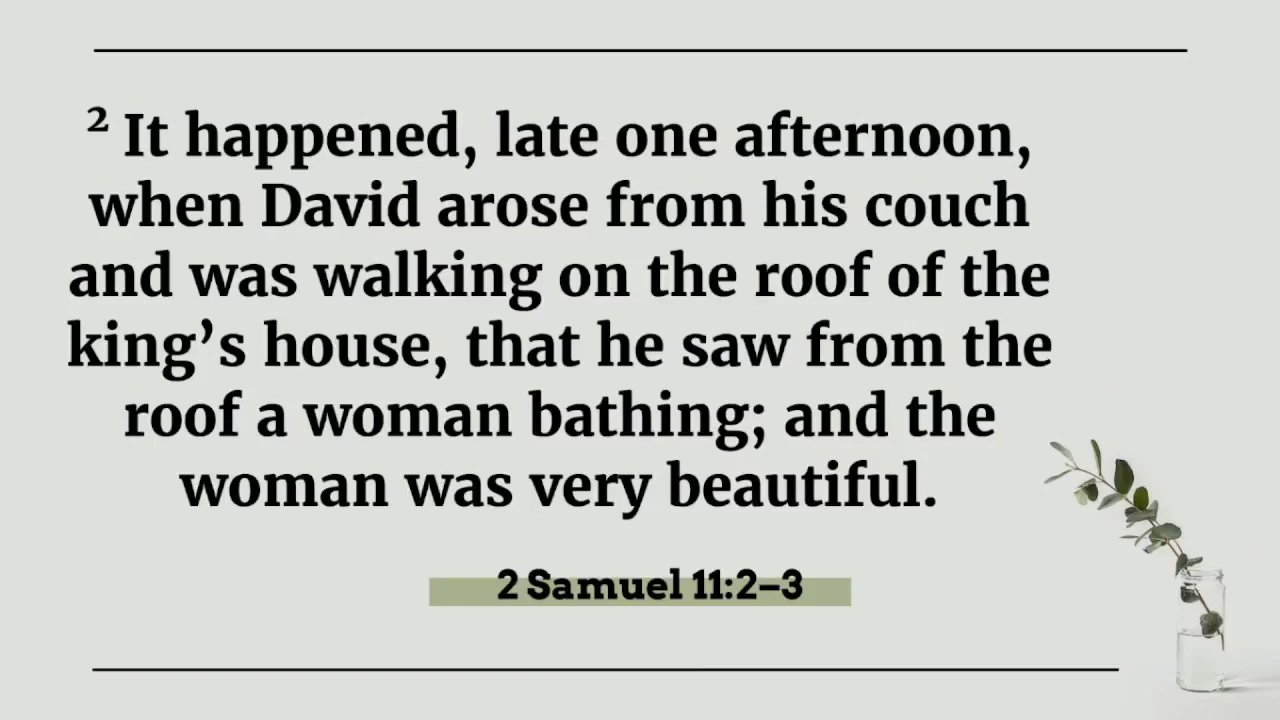 ² It happened, late one afternoon,
when David arose from his couch
and was walking on the roof of the
king’s house, that he saw from the
roof a woman bathing; and the
woman was very beautiful.
2 Samuel 11:2–3